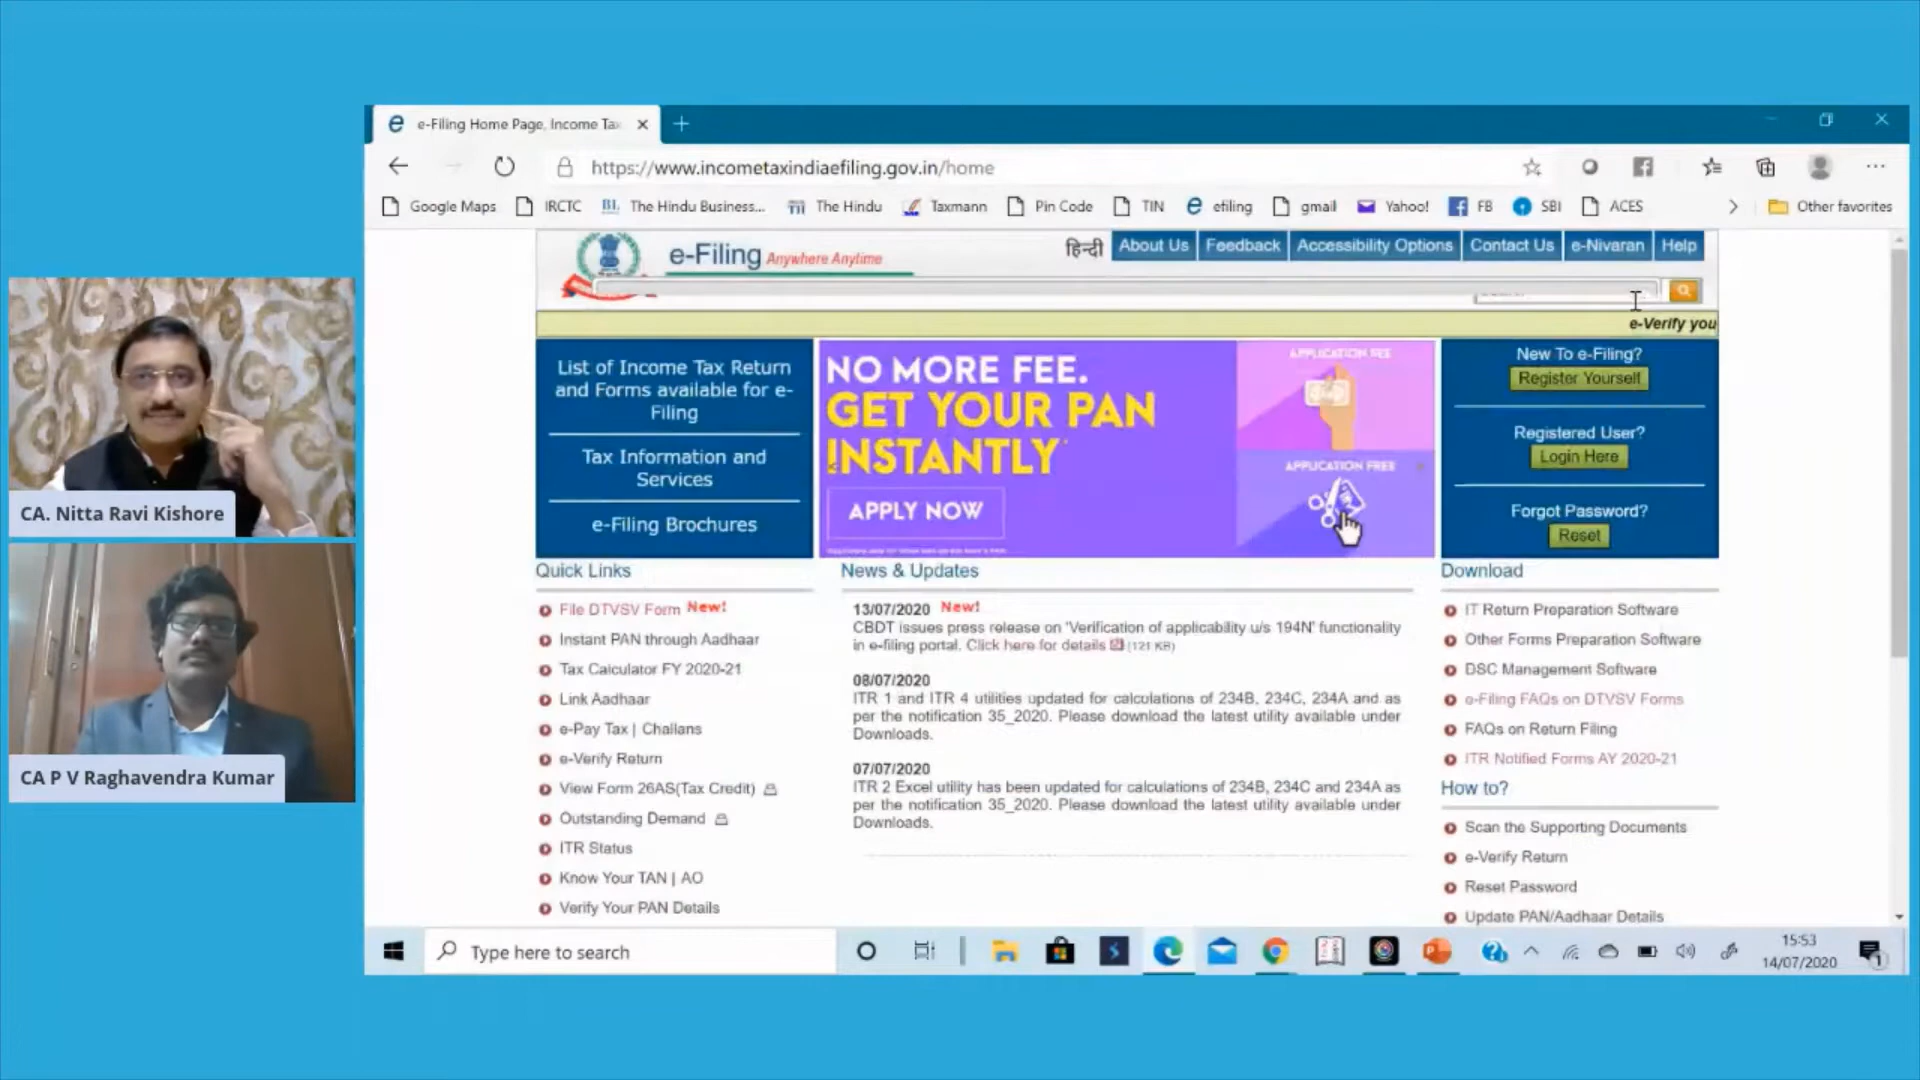 e-Filing Home Page, Income Tax
https://www.incometaxindiaefiling.gov.in/home
Google Maps
IRCTC
BL
The Hindu Business...
TH
The Hindu
Taxmann
Pin Code
TIN
efiling
gmail
Yahoo!
FB
SBI
ACES
Other favorites
e-Filing Anywhere Anytime
हिन्दी
About Us
Feedback
Accessibility Options
Contact Us
e-Nivaran
Help
e-Verify you
List of Income Tax Return
and Forms available for e-
Filing
Tax Information and
Services
e-Filing Brochures
NO MORE FEE.
GET YOUR PAN
INSTANTLY*
APPLY NOW
APPLICATION FEE
APPLICATION FREE
New To e-Filing?
Register Yourself
Registered User?
Login Here
Forgot Password?
Reset
CA. Nitta Ravi Kishore
CA P V Raghavendra Kumar
Quick Links
File DTVSV Form New!
Instant PAN through Aadhaar
Tax Calculator FY 2020-21
Link Aadhaar
e-Pay Tax | Challans
e-Verify Return
View Form 26AS(Tax Credit)
Outstanding Demand
ITR Status
Know Your TAN | AO
Verify Your PAN Details
News & Updates
13/07/2020 New!
CBDT issues press release on 'Verification of applicability u/s 194N' functionality
in e-filing portal. Click here for details (121 KB)
08/07/2020
ITR 1 and ITR 4 utilities updated for calculations of 234B, 234C, 234A and as
per the notification 35_2020. Please download the latest utility available under
Downloads.
07/07/2020
ITR 2 Excel utility has been updated for calculations of 234B, 234C and 234A as
per the notification 35_2020. Please download the latest utility available under
Downloads.
Download
IT Return Preparation Software
Other Forms Preparation Software
DSC Management Software
e-Filing FAQs on DTVSV Forms
FAQs on Return Filing
ITR Notified Forms AY 2020-21
How to?
Scan the Supporting Documents
e-Verify Return
Reset Password
Update PAN/Aadhaar Details
Type here to search
15:53
14/07/2020
1